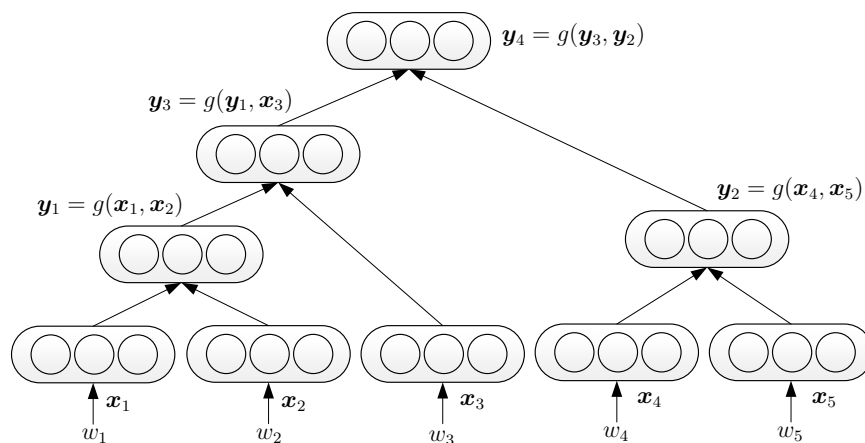 𝒚₄ = g(𝒚₃, 𝒚₂)
𝒚₃ = g(𝒚₁, 𝒙₃)
𝒚₁ = g(𝒙₁, 𝒙₂)
𝒚₂ = g(𝒙₄, 𝒙₅)
𝒙₁ 𝒙₂ 𝒙₃ 𝒙₄ 𝒙₅
w₁ w₂ w₃ w₄ w₅